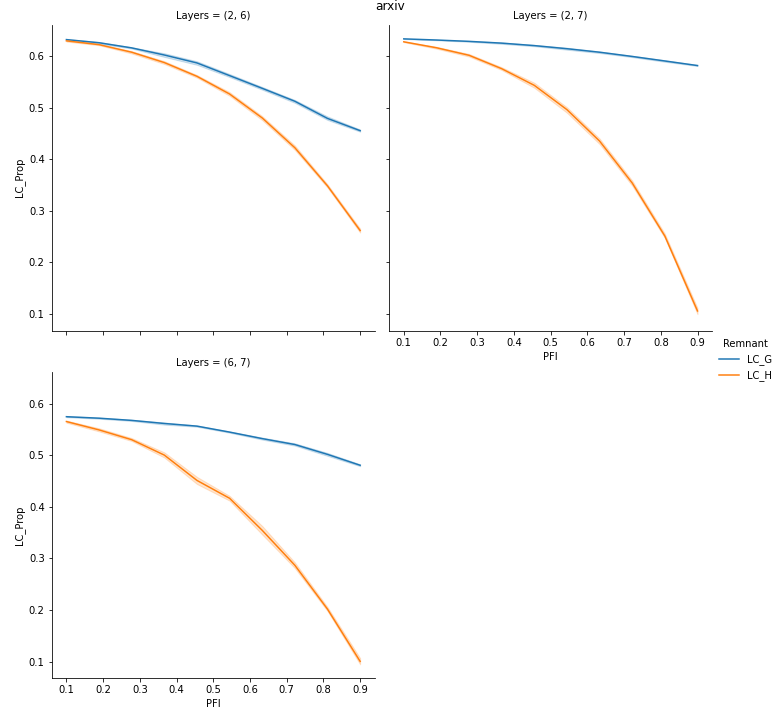 arxiv
Layers = (2, 6)
Layers = (2, 7)
0.6
0.5
0.4
0.3
0.2
0.1
LC_Prop
0.1 0.2 0.3 0.4 0.5 0.6 0.7 0.8 0.9
PFI
Remnant
LC_G
LC_H
Layers = (6, 7)
0.6
0.5
0.4
0.3
0.2
0.1
LC_Prop
0.1 0.2 0.3 0.4 0.5 0.6 0.7 0.8 0.9
PFI